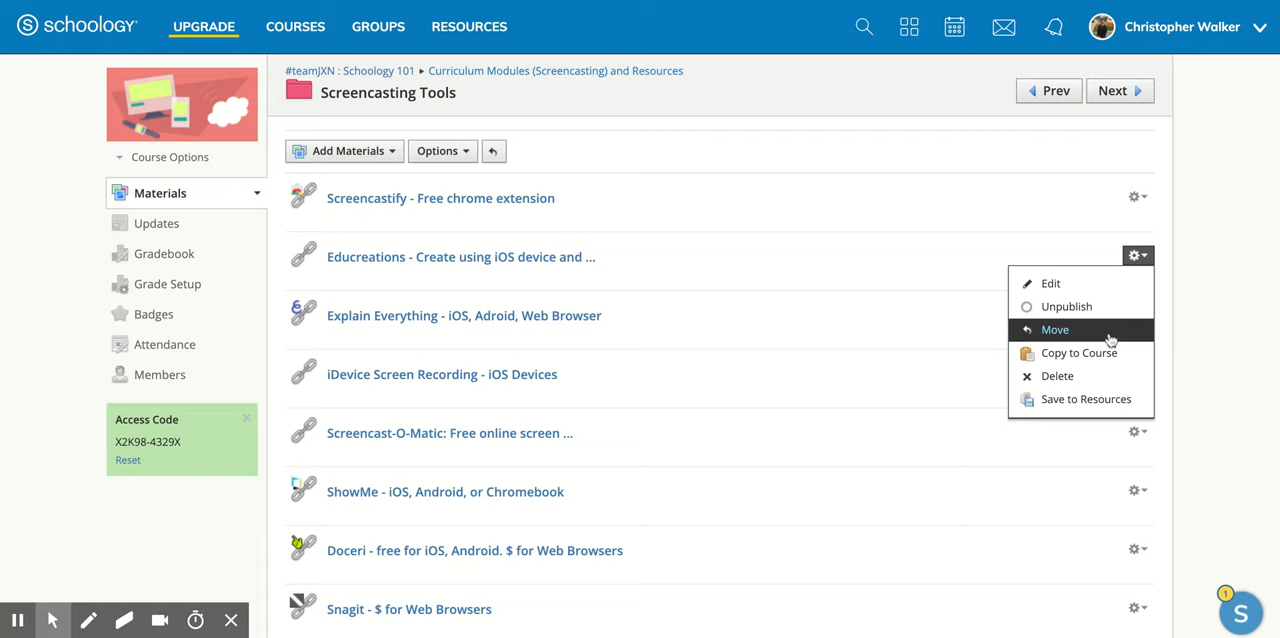 schoology UPGRADE COURSES GROUPS RESOURCES Christopher Walker
#teamJXN : Schoology 101 ▸ Curriculum Modules (Screencasting) and Resources
Screencasting Tools
Prev Next
Course Options
Materials
Updates
Gradebook
Grade Setup
Badges
Attendance
Members
Access Code
X2K98-4329X
Reset
Add Materials Options
Screencastify - Free chrome extension
Educreations - Create using iOS device and ...
Explain Everything - iOS, Adroid, Web Browser
iDevice Screen Recording - iOS Devices
Screencast-O-Matic: Free online screen ...
ShowMe - iOS, Android, or Chromebook
Doceri - free for iOS, Android. $ for Web Browsers
Snagit - $ for Web Browsers
Edit
Unpublish
Move
Copy to Course
Delete
Save to Resources
1
S